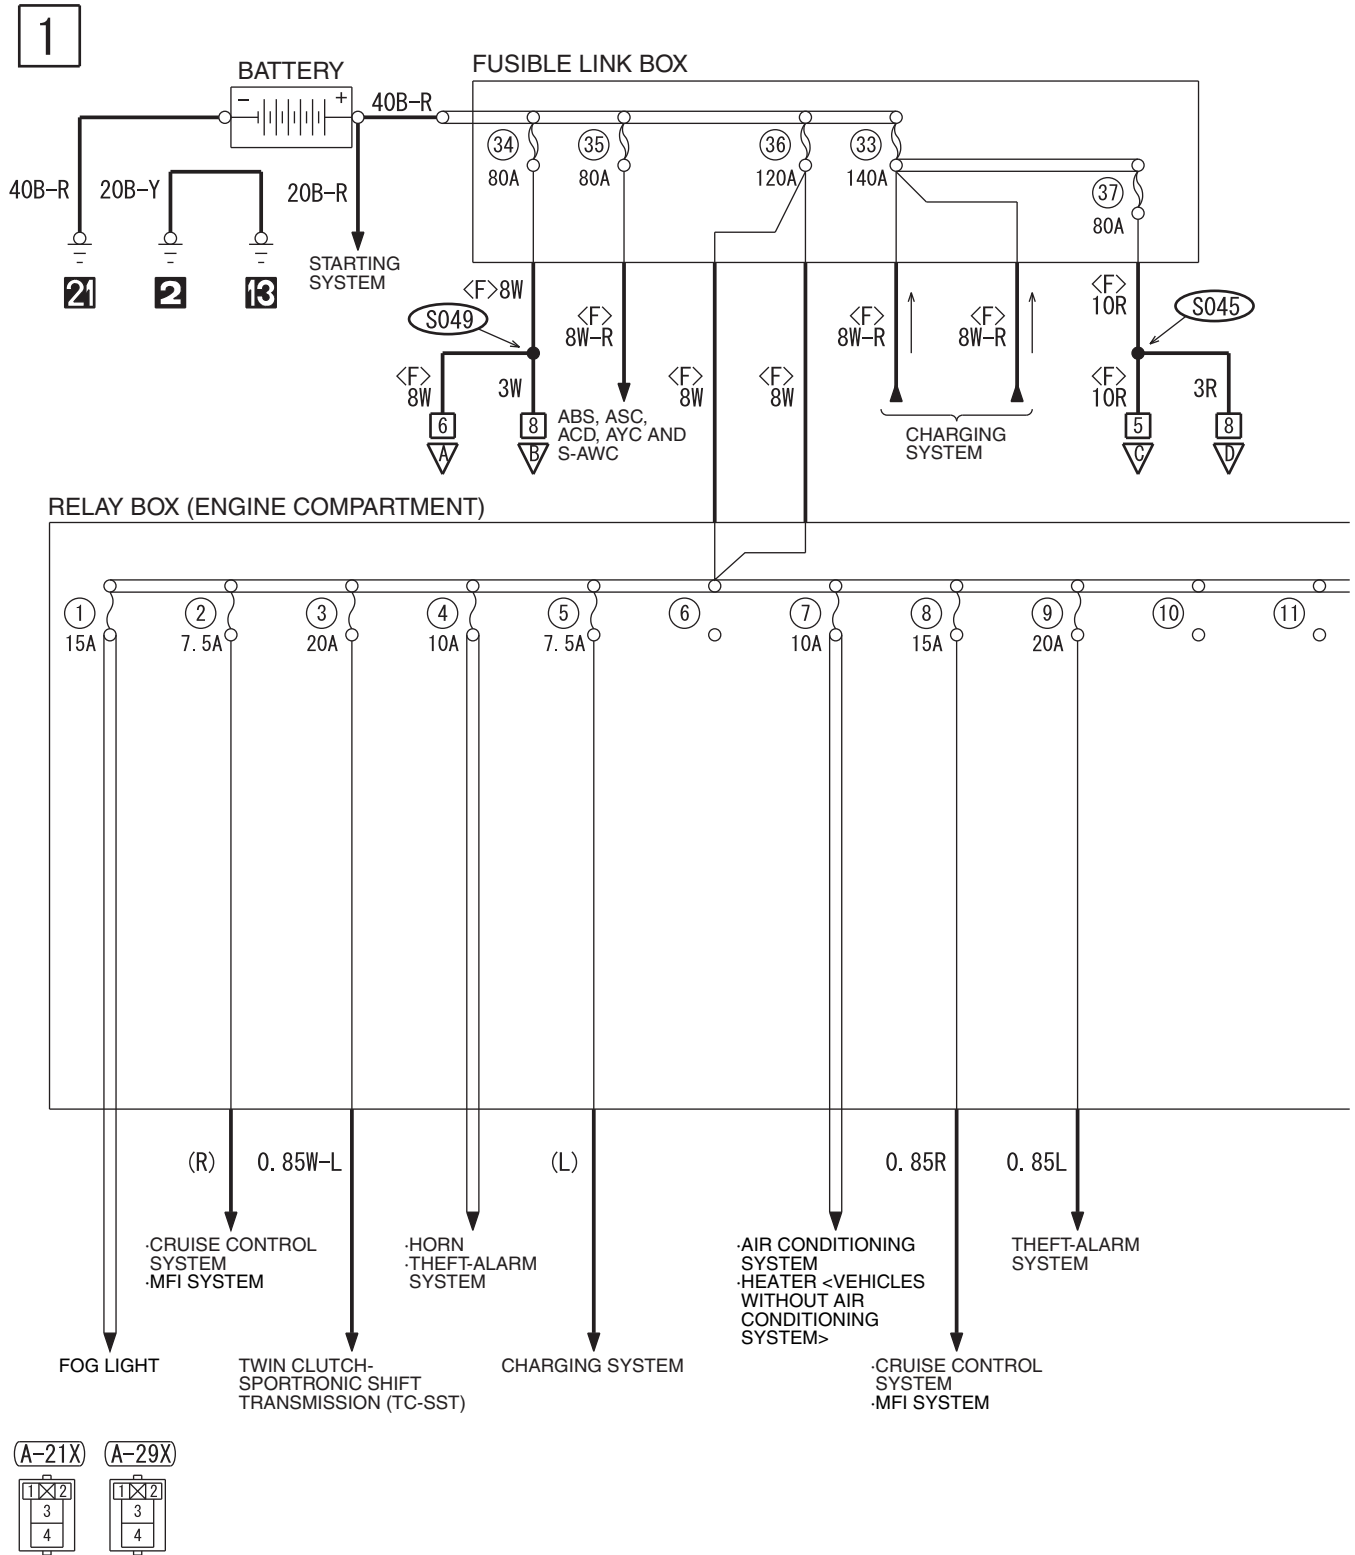 1
BATTERY
FUSIBLE LINK BOX
- +
40B-R
34
80A
35
80A
36
120A
33
140A
37
80A
40B-R
20B-Y
20B-R
21
2
13
STARTING
SYSTEM
<F>8W
S049
<F>
8W-R
<F>
8W-R
<F>
8W-R
<F>
10R
S045
<F>
8W
3W
<F>
8W
<F>
8W
<F>
10R
3R
6
A
8
B
ABS, ASC,
ACD, AYC AND
S-AWC
CHARGING
SYSTEM
5
C
8
D
RELAY BOX (ENGINE COMPARTMENT)
1
15A
2
7.5A
3
20A
4
10A
5
7.5A
6
7
10A
8
15A
9
20A
10
11
(R)
0.85W-L
(L)
0.85R
0.85L
·CRUISE CONTROL
SYSTEM
·MFI SYSTEM
·HORN
·THEFT-ALARM
SYSTEM
·AIR CONDITIONING
SYSTEM
·HEATER <VEHICLES
WITHOUT AIR
CONDITIONING
SYSTEM>
THEFT-ALARM
SYSTEM
FOG LIGHT
TWIN CLUTCH-
SPORTRONIC SHIFT
TRANSMISSION (TC-SST)
CHARGING SYSTEM
·CRUISE CONTROL
SYSTEM
·MFI SYSTEM
(A-21X)
(A-29X)
1 2
3
4
1 2
3
4